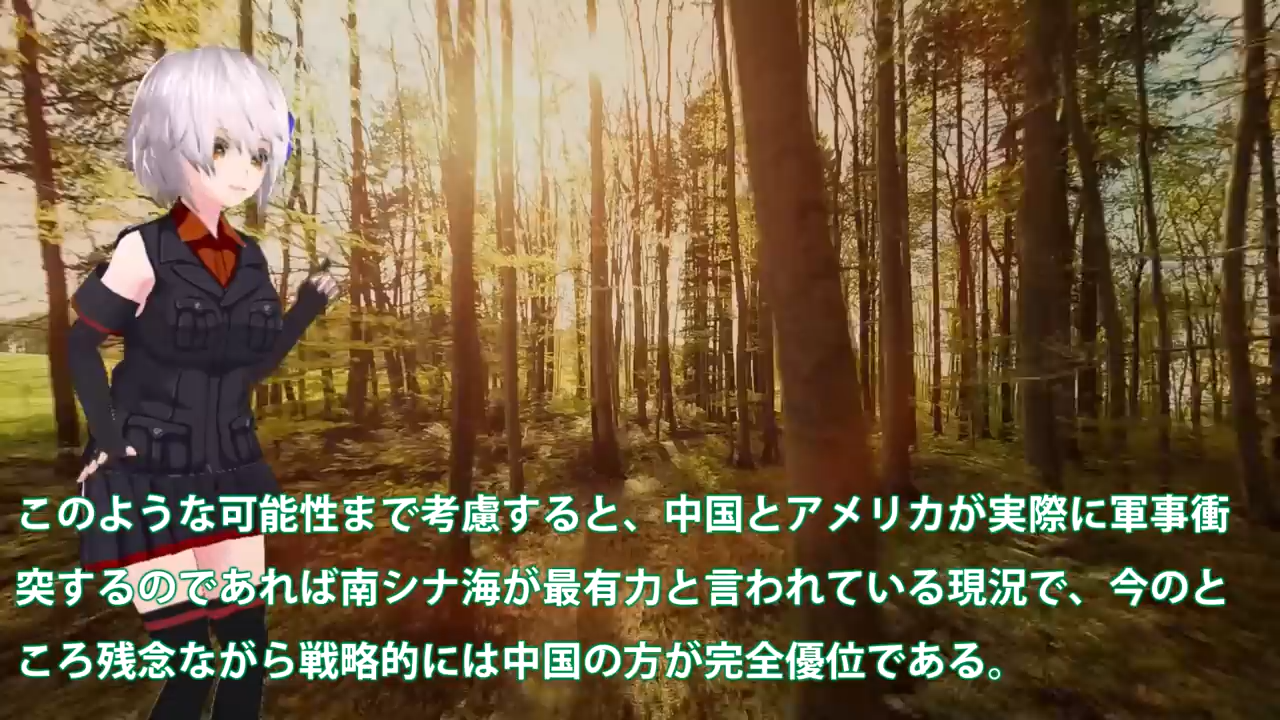 このような可能性まで考慮すると、中国とアメリカが実際に軍事衝
突するのであれば南シナ海が最有力と言われている現況で、今のと
ころ残念ながら戦略的には中国の方が完全優位である。